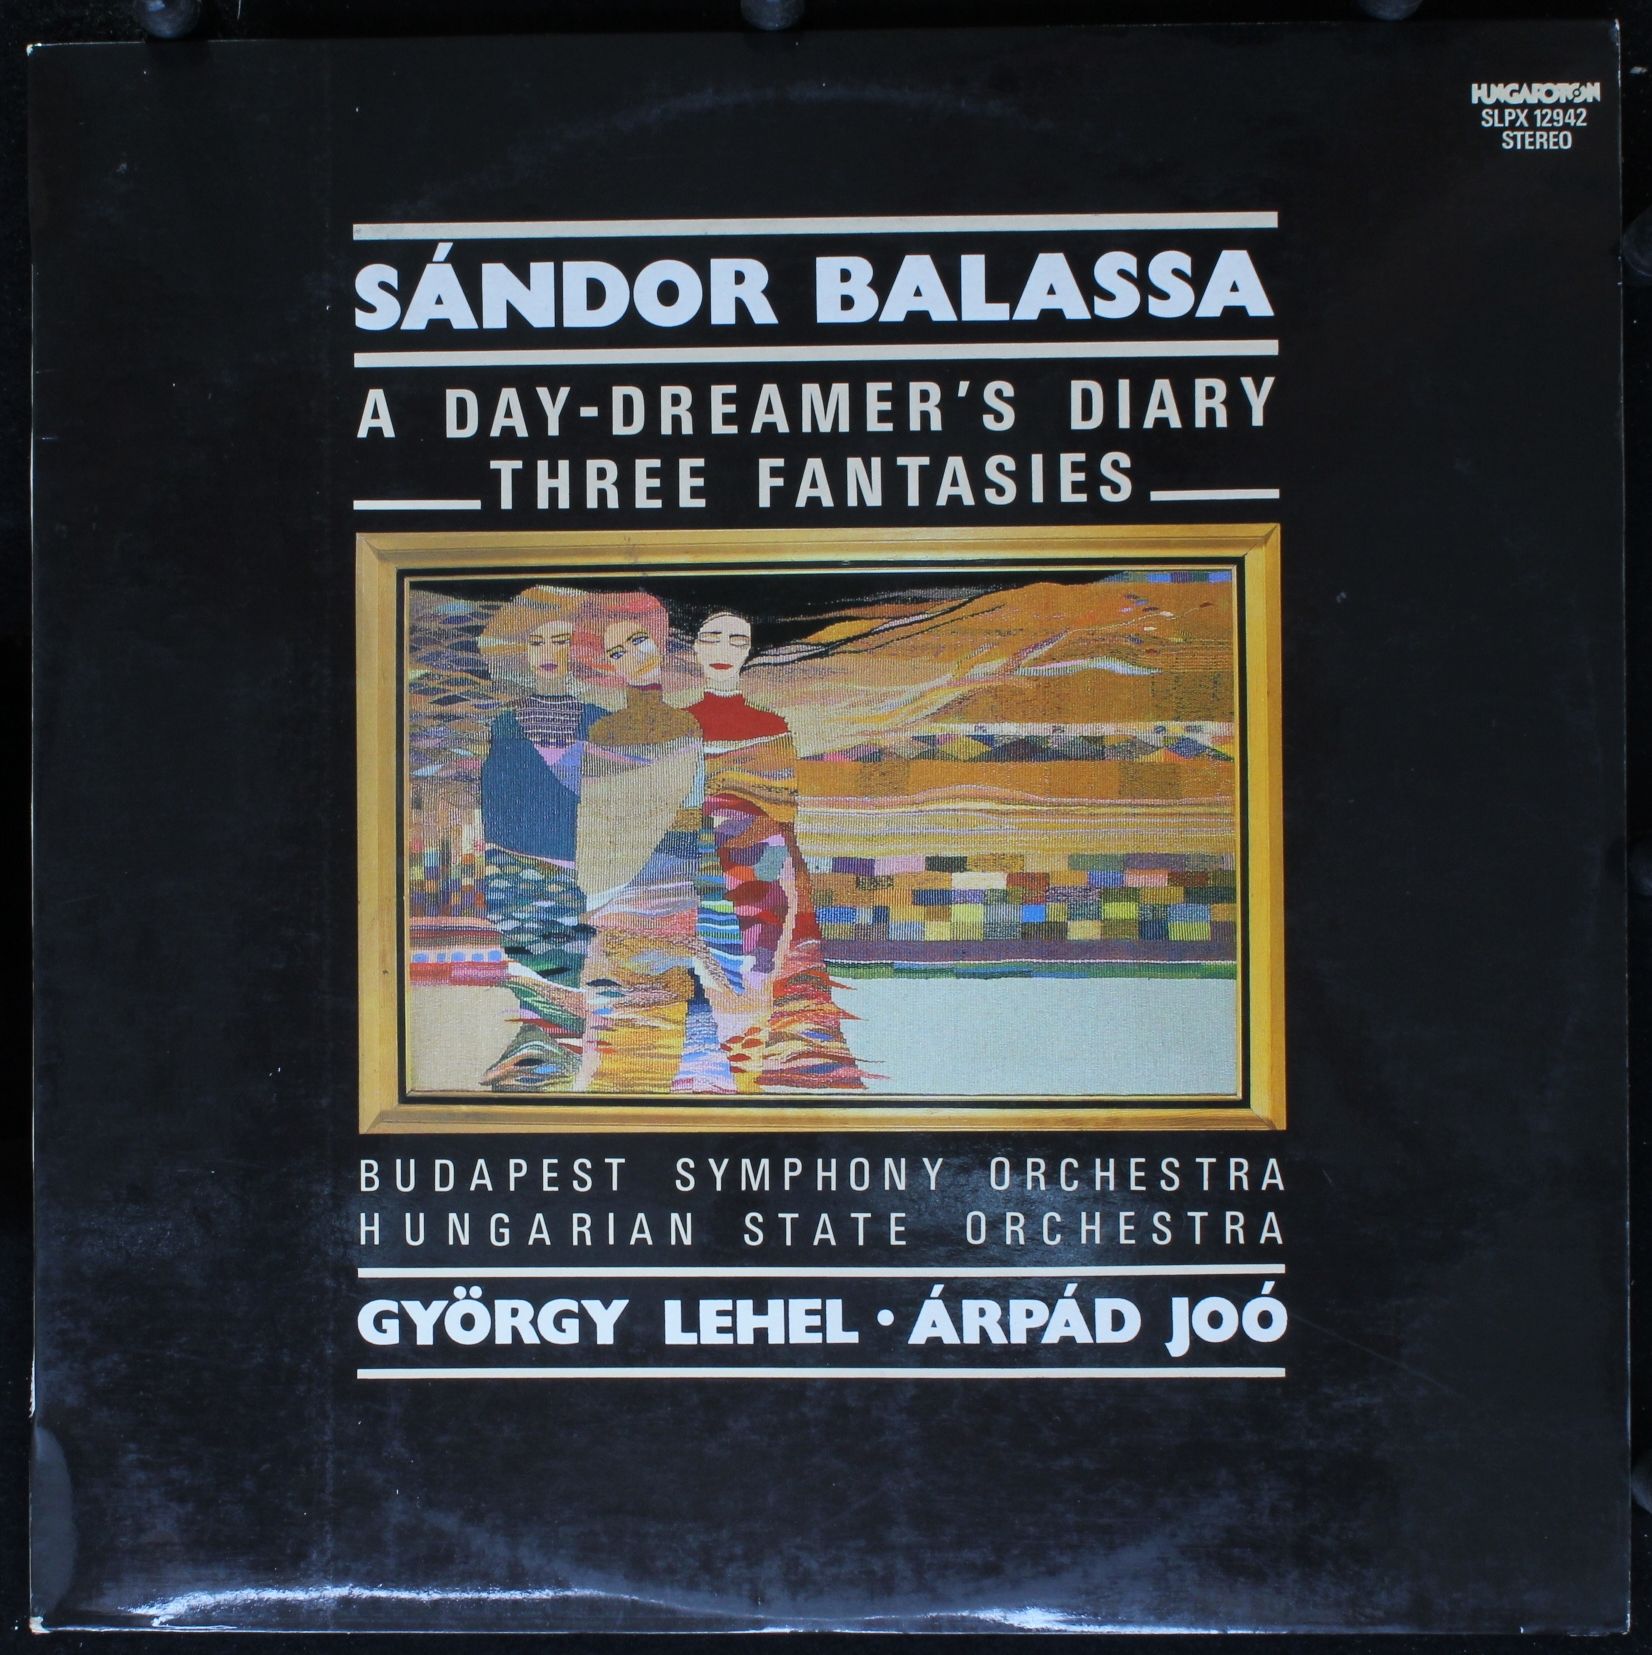 HUNGAROTON
SLPX 12942
STEREO
SÁNDOR BALASSA
A DAY-DREAMER'S DIARY
THREE FANTASIES
BUDAPEST SYMPHONY ORCHESTRA
HUNGARIAN STATE ORCHESTRA
GYÖRGY LEHEL • ÁRPÁD JOÓ